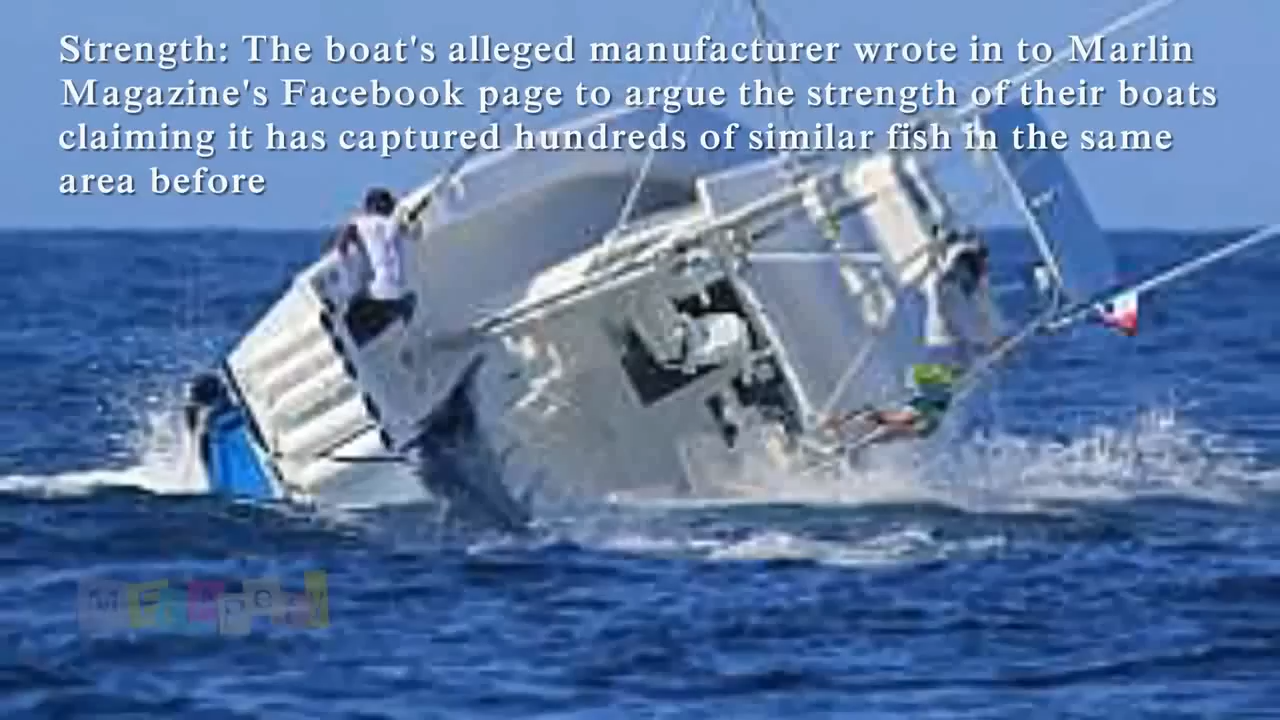 Strength: The boat's alleged manufacturer wrote in to Marlin
Magazine's Facebook page to argue the strength of their boats
claiming it has captured hundreds of similar fish in the same
area before